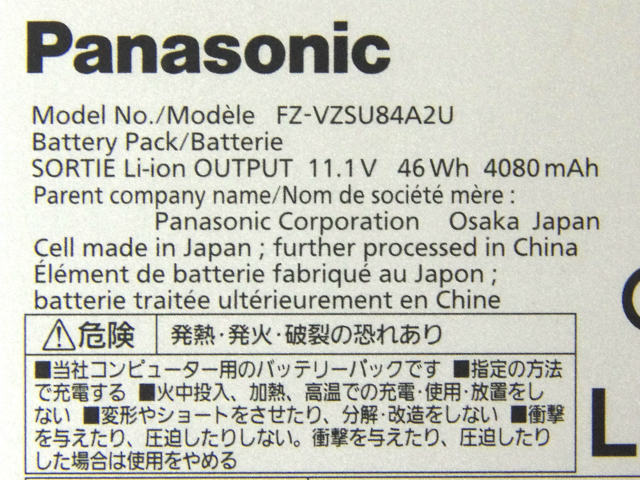 Panasonic
Model No./Modèle FZ-VZSU84A2U
Battery Pack/Batterie
SORTIE Li-ion OUTPUT 11.1V 46Wh 4080mAh
Parent company name/Nom de société mère :
Panasonic Corporation Osaka Japan
Cell made in Japan ; further processed in China
Élément de batterie fabriqué au Japon ;
batterie traitée ultérieurement en Chine
⚠危険 発熱・発火・破裂の恐れあり
■当社コンピューター用のバッテリーパックです ■指定の方法
で充電する ■火中投入、加熱、高温での充電・使用・放置をし
ない ■変形やショートをさせたり、分解・改造をしない ■衝撃
を与えたり、圧迫したりしない。衝撃を与えたり、圧迫したり
した場合は使用をやめる